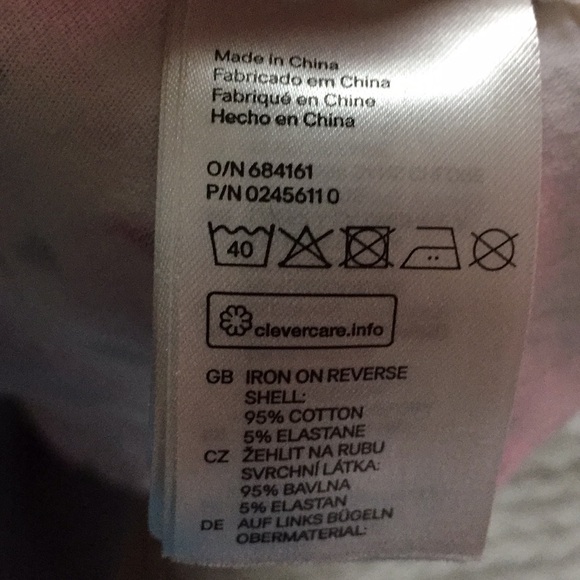 Made in China
Fabricado em China
Fabriqué en Chine
Hecho en China
O/N 684161
P/N 0245611 0
40
clevercare.info
GB IRON ON REVERSE
SHELL:
95% COTTON
5% ELASTANE
CZ ŽEHLIT NA RUBU
SVRCHNÍ LÁTKA:
95% BAVLNA
5% ELASTAN
DE AUF LINKS BÜGELN
OBERMATERIAL: